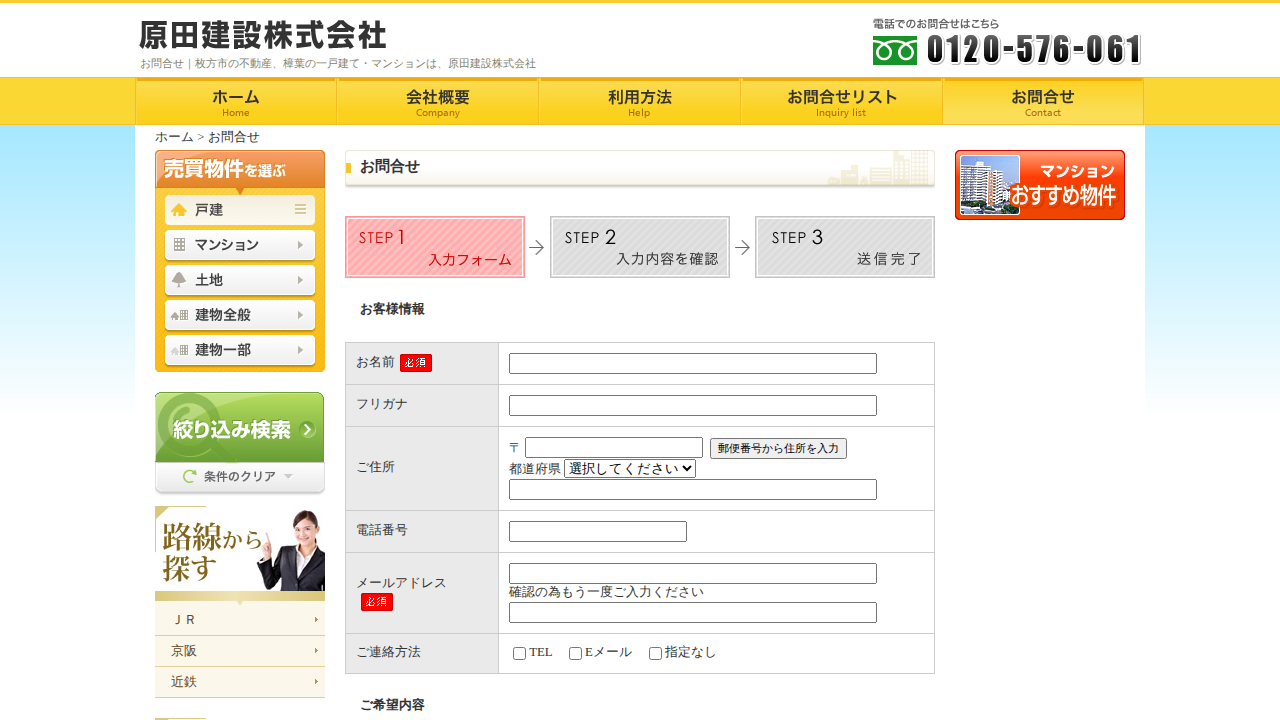 原田建設株式会社
お問合せ｜枚方市の不動産、樟葉の一戸建て・マンションは、原田建設株式会社
電話でのお問合せはこちら
0120-576-061
ホーム
Home
会社概要
Company
利用方法
Help
お問合せリスト
Inquiry list
お問合せ
Contact
ホーム > お問合せ
売買物件を選ぶ
戸建
マンション
土地
建物全般
建物一部
絞り込み検索
条件のクリア
路線から
探す
ＪＲ
京阪
近鉄
お問合せ
STEP 1
入力フォーム
STEP 2
入力内容を確認
STEP 3
送信完了
お客様情報
お名前 必須
フリガナ
ご住所
〒 郵便番号から住所を入力
都道府県 選択してください
電話番号
メールアドレス
必須
確認の為もう一度ご入力ください
ご連絡方法
TEL Eメール 指定なし
ご希望内容
マンション
おすすめ物件